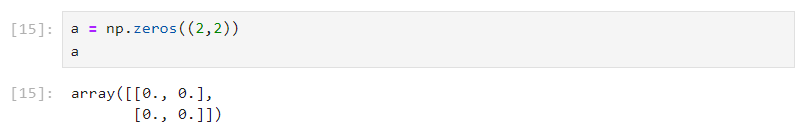 [15]: a = np.zeros((2,2))
a
[15]: array([[0., 0.],
       [0., 0.]])